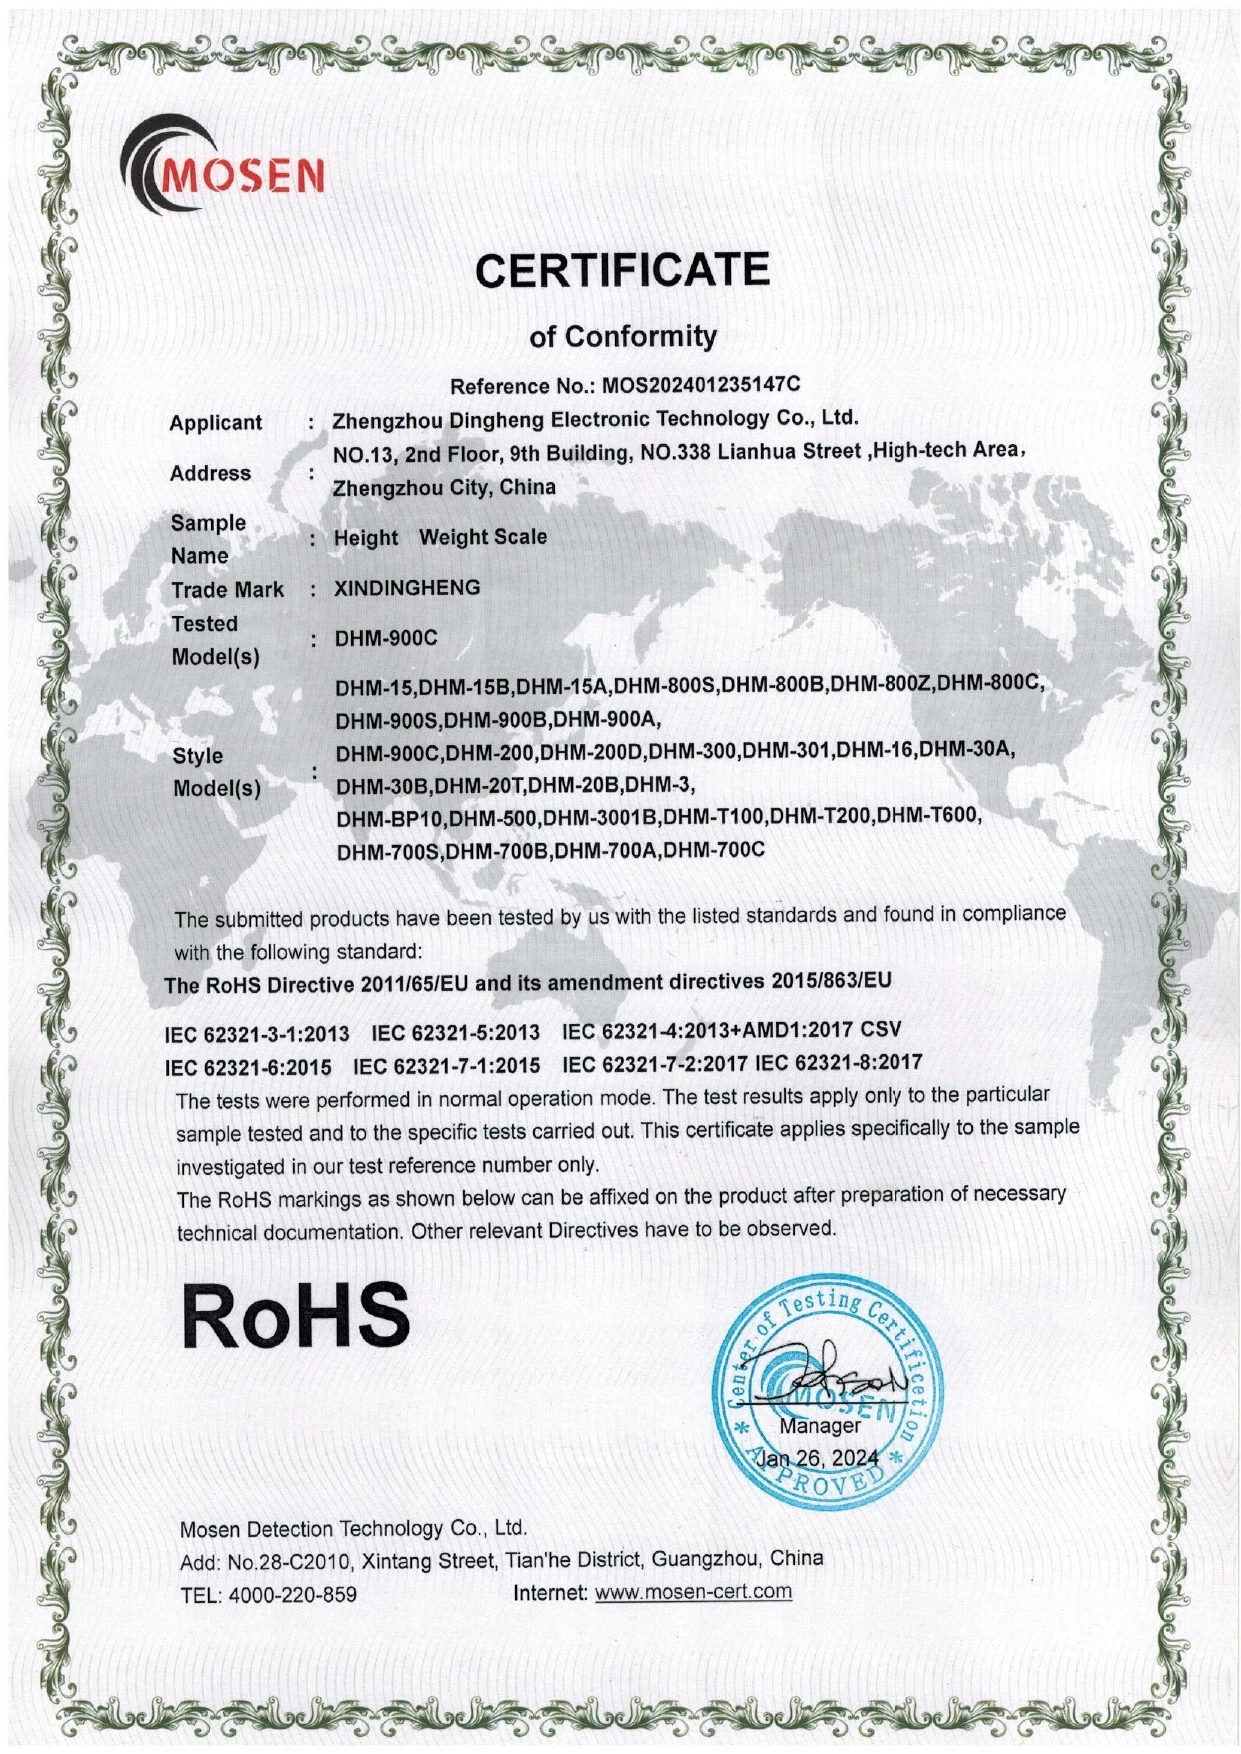 MOSEN
CERTIFICATE
of Conformity
Reference No.: MOS202401235147C
Applicant : Zhengzhou Dingheng Electronic Technology Co., Ltd.
Address : NO.13, 2nd Floor, 9th Building, NO.338 Lianhua Street ,High-tech Area,
Zhengzhou City, China
Sample
Name : Height Weight Scale
Trade Mark : XINDINGHENG
Tested
Model(s) : DHM-900C
Style
Model(s) :
DHM-15,DHM-15B,DHM-15A,DHM-800S,DHM-800B,DHM-800Z,DHM-800C,
DHM-900S,DHM-900B,DHM-900A,
DHM-900C,DHM-200,DHM-200D,DHM-300,DHM-301,DHM-16,DHM-30A,
DHM-30B,DHM-20T,DHM-20B,DHM-3,
DHM-BP10,DHM-500,DHM-3001B,DHM-T100,DHM-T200,DHM-T600,
DHM-700S,DHM-700B,DHM-700A,DHM-700C
The submitted products have been tested by us with the listed standards and found in compliance
with the following standard:
The RoHS Directive 2011/65/EU and its amendment directives 2015/863/EU
IEC 62321-3-1:2013 IEC 62321-5:2013 IEC 62321-4:2013+AMD1:2017 CSV
IEC 62321-6:2015 IEC 62321-7-1:2015 IEC 62321-7-2:2017 IEC 62321-8:2017
The tests were performed in normal operation mode. The test results apply only to the particular
sample tested and to the specific tests carried out. This certificate applies specifically to the sample
investigated in our test reference number only.
The RoHS markings as shown below can be affixed on the product after preparation of necessary
technical documentation. Other relevant Directives have to be observed.
RoHS
Center of Testing Certificetion
MOSEN
Manager
Jan 26, 2024
* APPROVED *
Mosen Detection Technology Co., Ltd.
Add: No.28-C2010, Xintang Street, Tian'he District, Guangzhou, China
TEL: 4000-220-859 Internet: www.mosen-cert.com